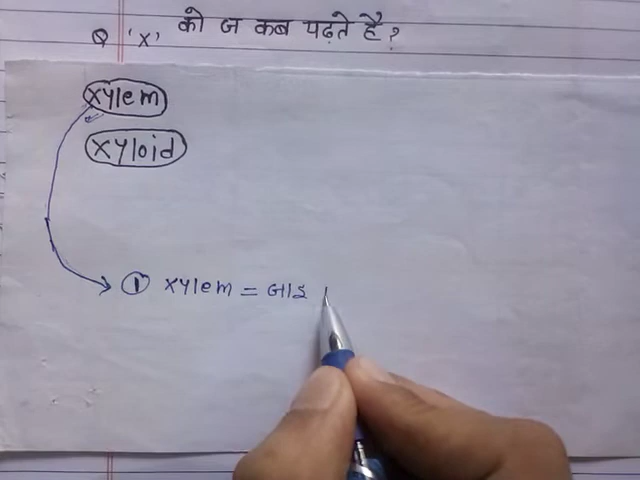 Q 'X' को ज कब पढ़ते है?
xylem
xyloid
① xylem = जाइ